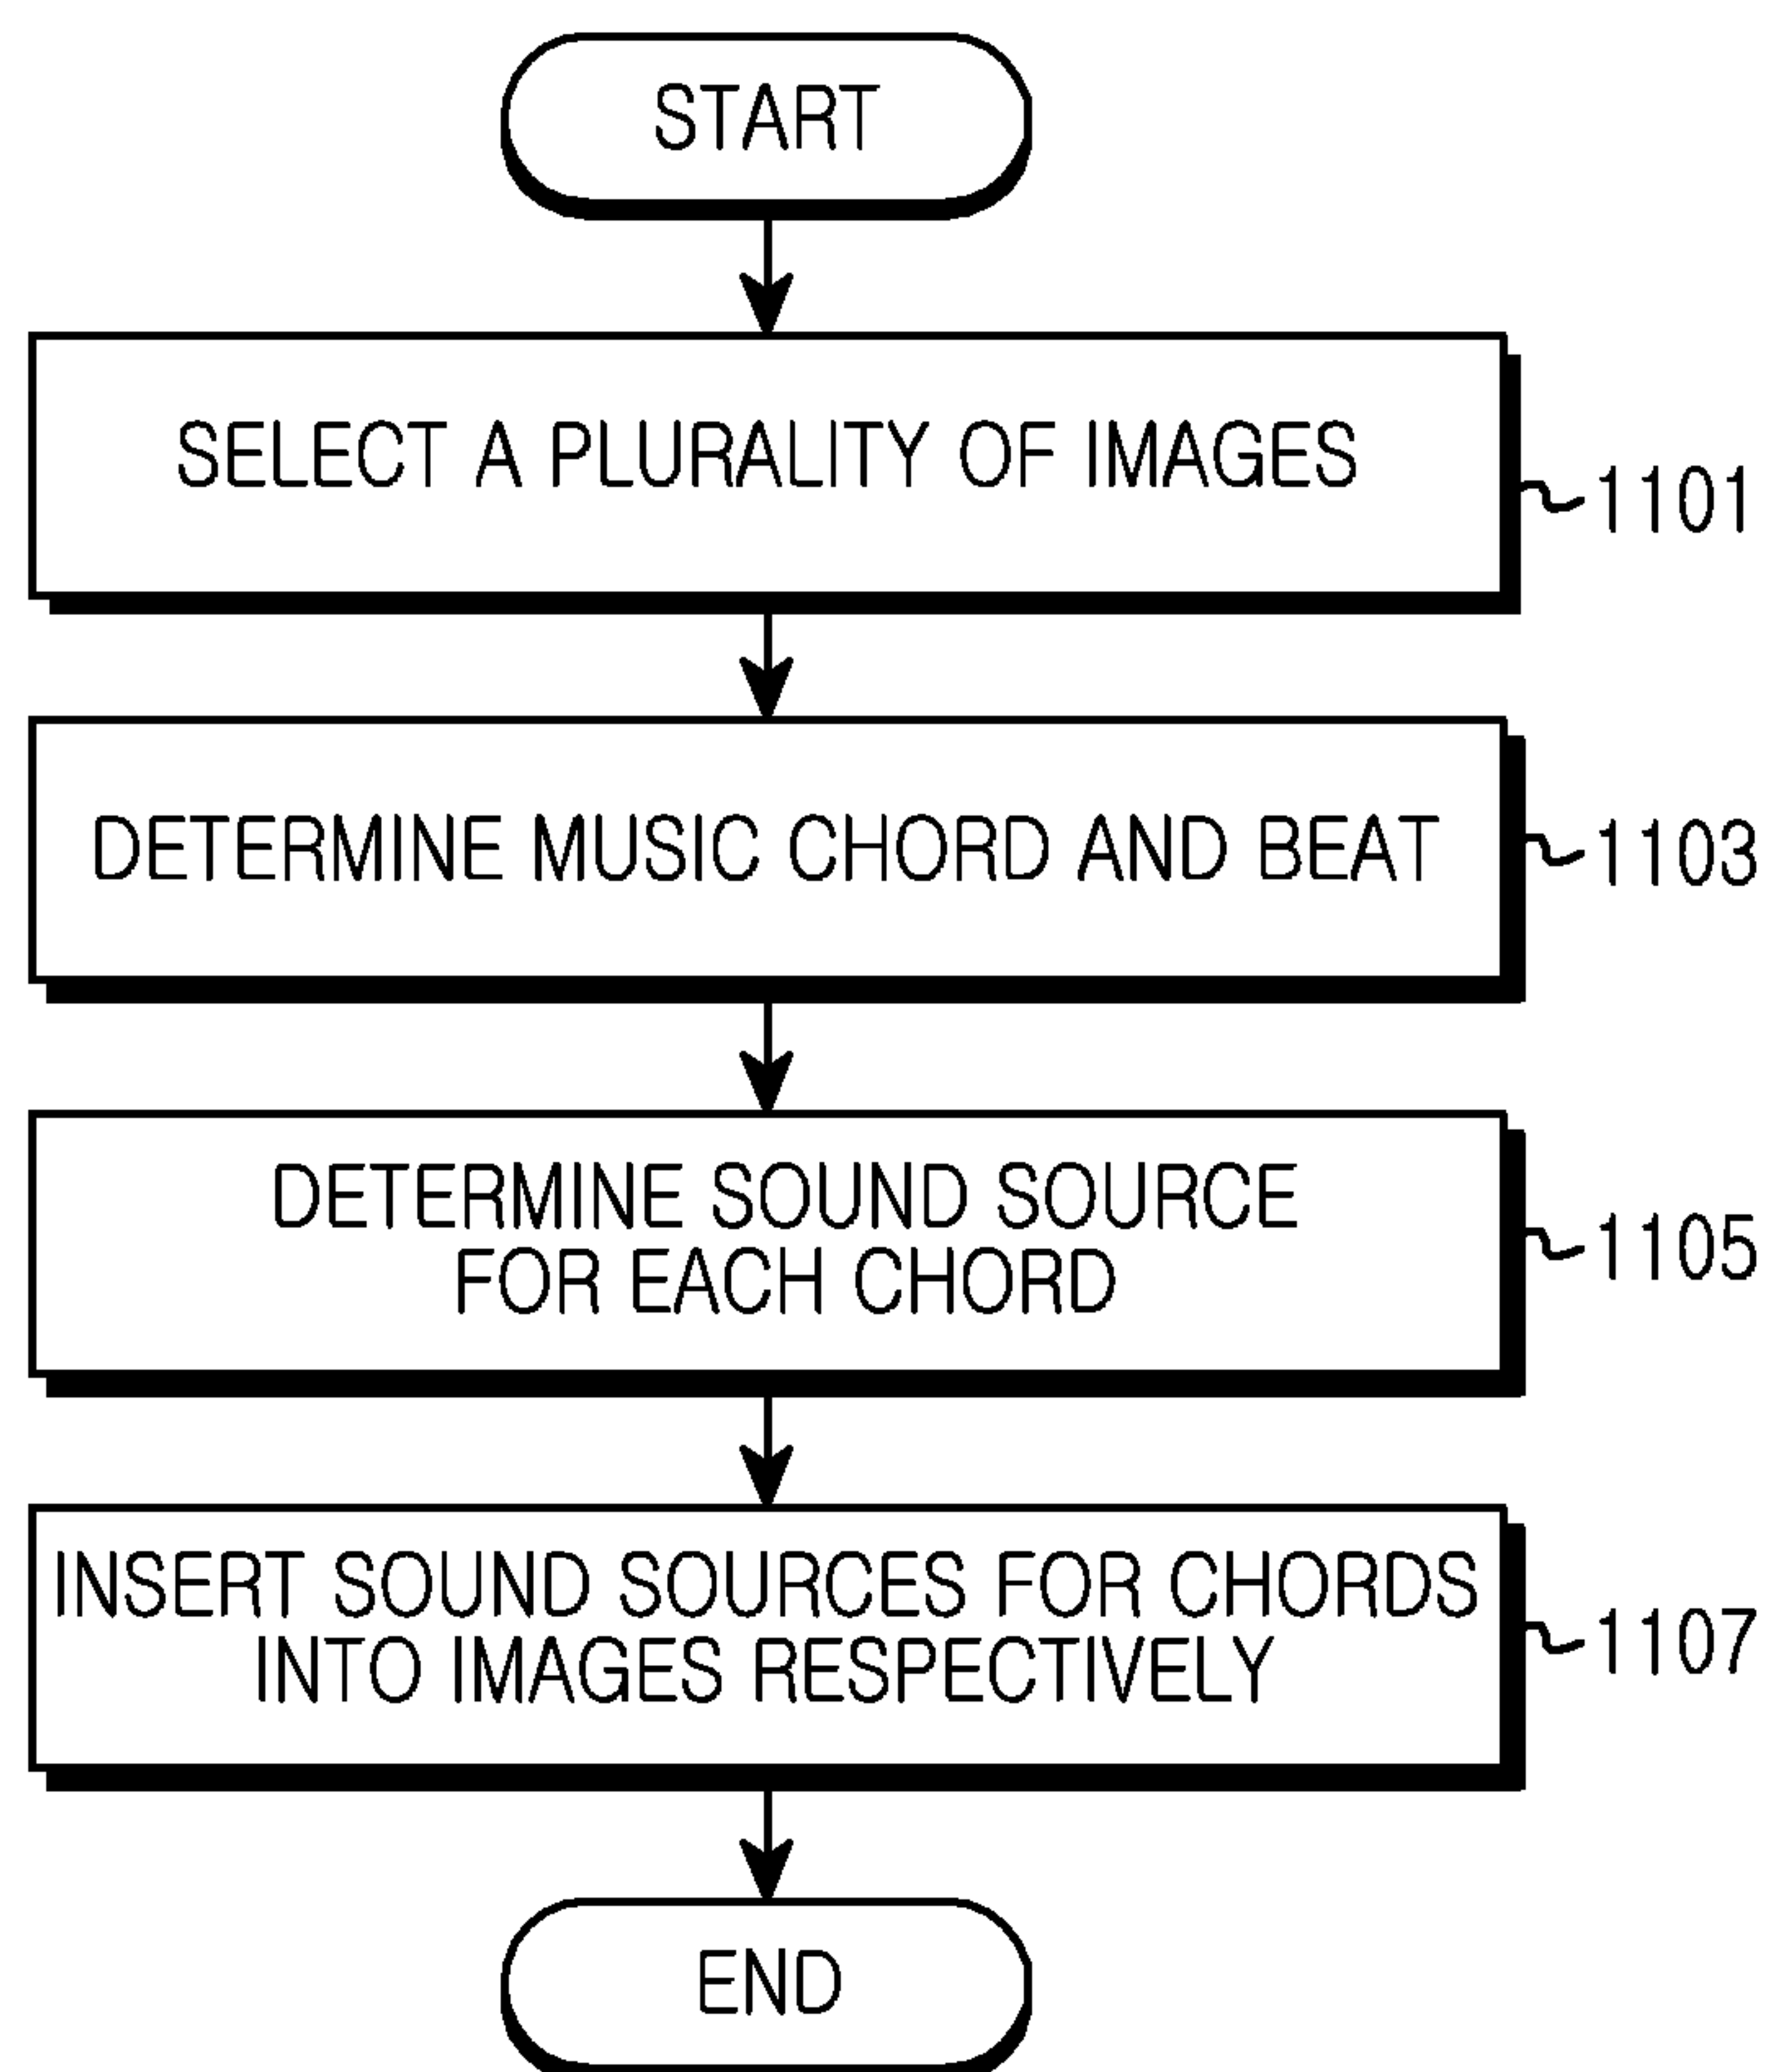 START
SELECT A PLURALITY OF IMAGES
1101
DETERMINE MUSIC CHORD AND BEAT
1103
DETERMINE SOUND SOURCE
FOR EACH CHORD
1105
INSERT SOUND SOURCES FOR CHORDS
INTO IMAGES RESPECTIVELY
1107
END